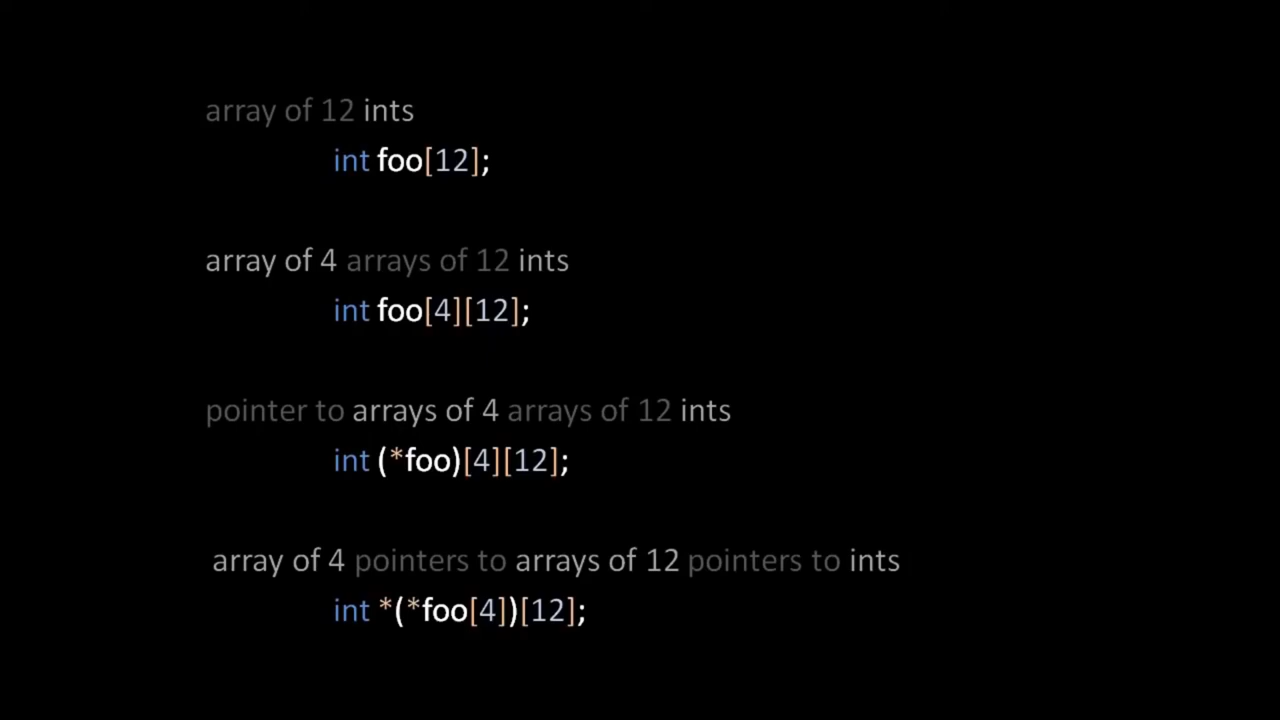 array of 12 ints
int foo[12];
array of 4 arrays of 12 ints
int foo[4][12];
pointer to arrays of 4 arrays of 12 ints
int (*foo)[4][12];
array of 4 pointers to arrays of 12 pointers to ints
int *(*foo[4])[12];